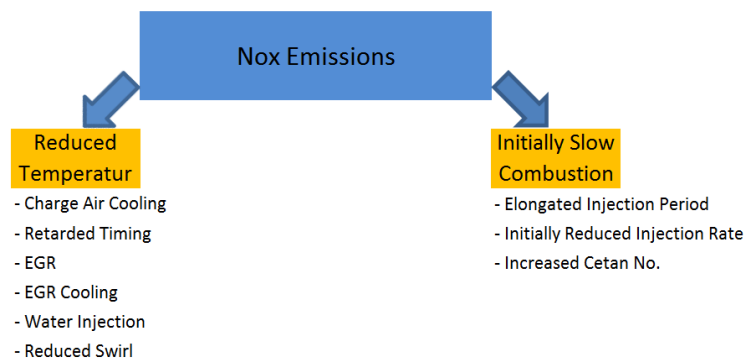 Nox Emissions
Reduced
Temperatur
- Charge Air Cooling
- Retarded Timing
- EGR
- EGR Cooling
- Water Injection
- Reduced Swirl
Initially Slow
Combustion
- Elongated Injection Period
- Initially Reduced Injection Rate
- Increased Cetan No.